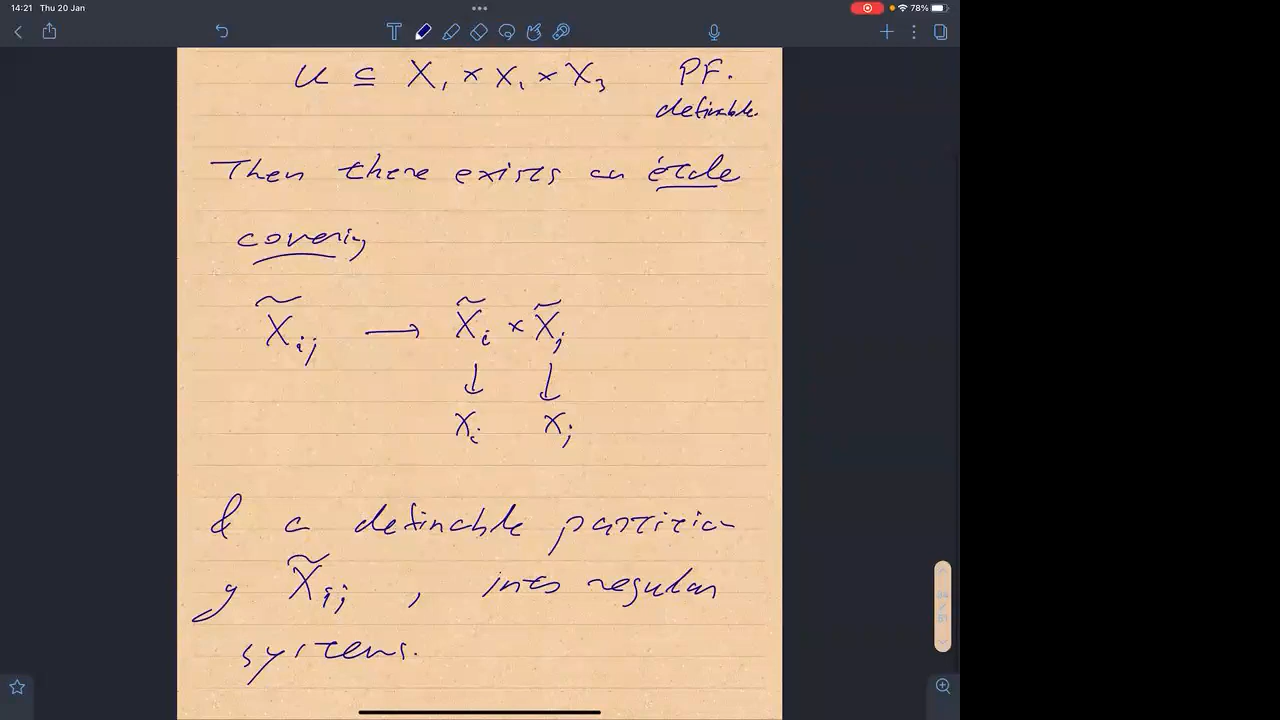 14:21 Thu 20 Jan
78%
U ⊆ X₁ × X₁ × X₃ PF.
definable.
Then there exists an étale
covering
X̃ᵢⱼ → X̃ᵢ × X̃ⱼ
↓ ↓
Xᵢ Xⱼ
& a definable partition
of X̃ᵢⱼ, into regular
systems.